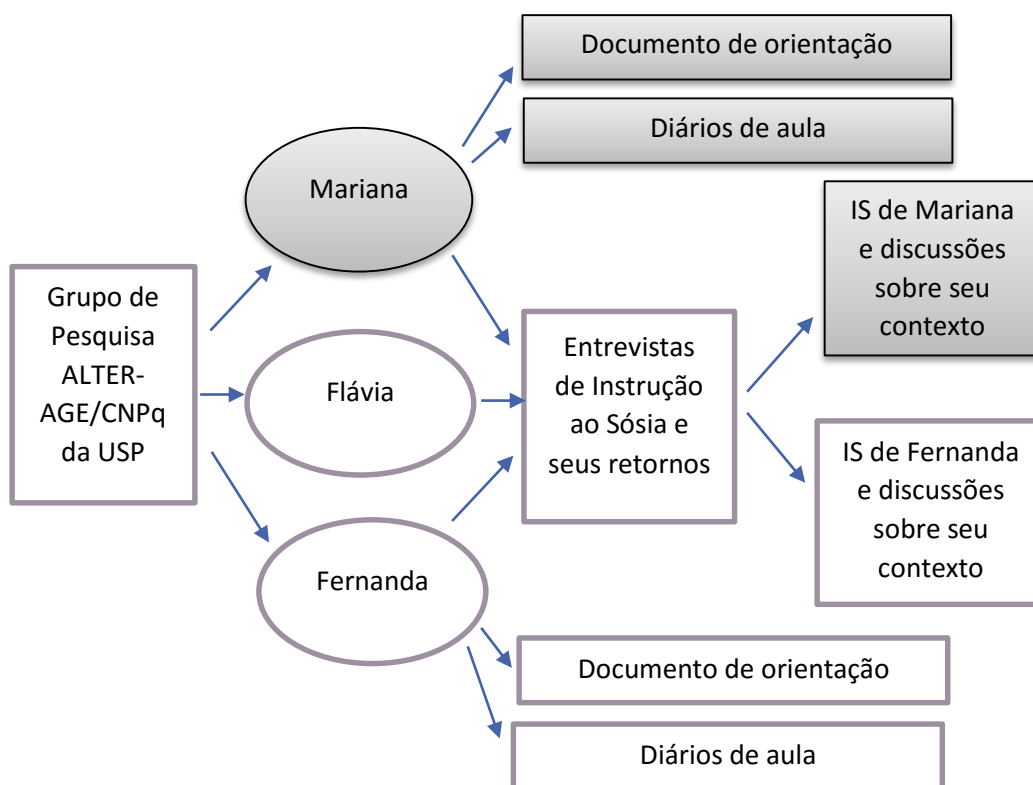 Documento de orientação
Diários de aula
Mariana
IS de Mariana
e discussões
sobre seu
contexto
Grupo de
Pesquisa
ALTER-
AGE/CNPq
da USP
Flávia
Entrevistas
de Instrução
ao Sósia e
seus retornos
IS de Fernanda
e discussões
sobre seu
contexto
Fernanda
Documento de orientação
Diários de aula